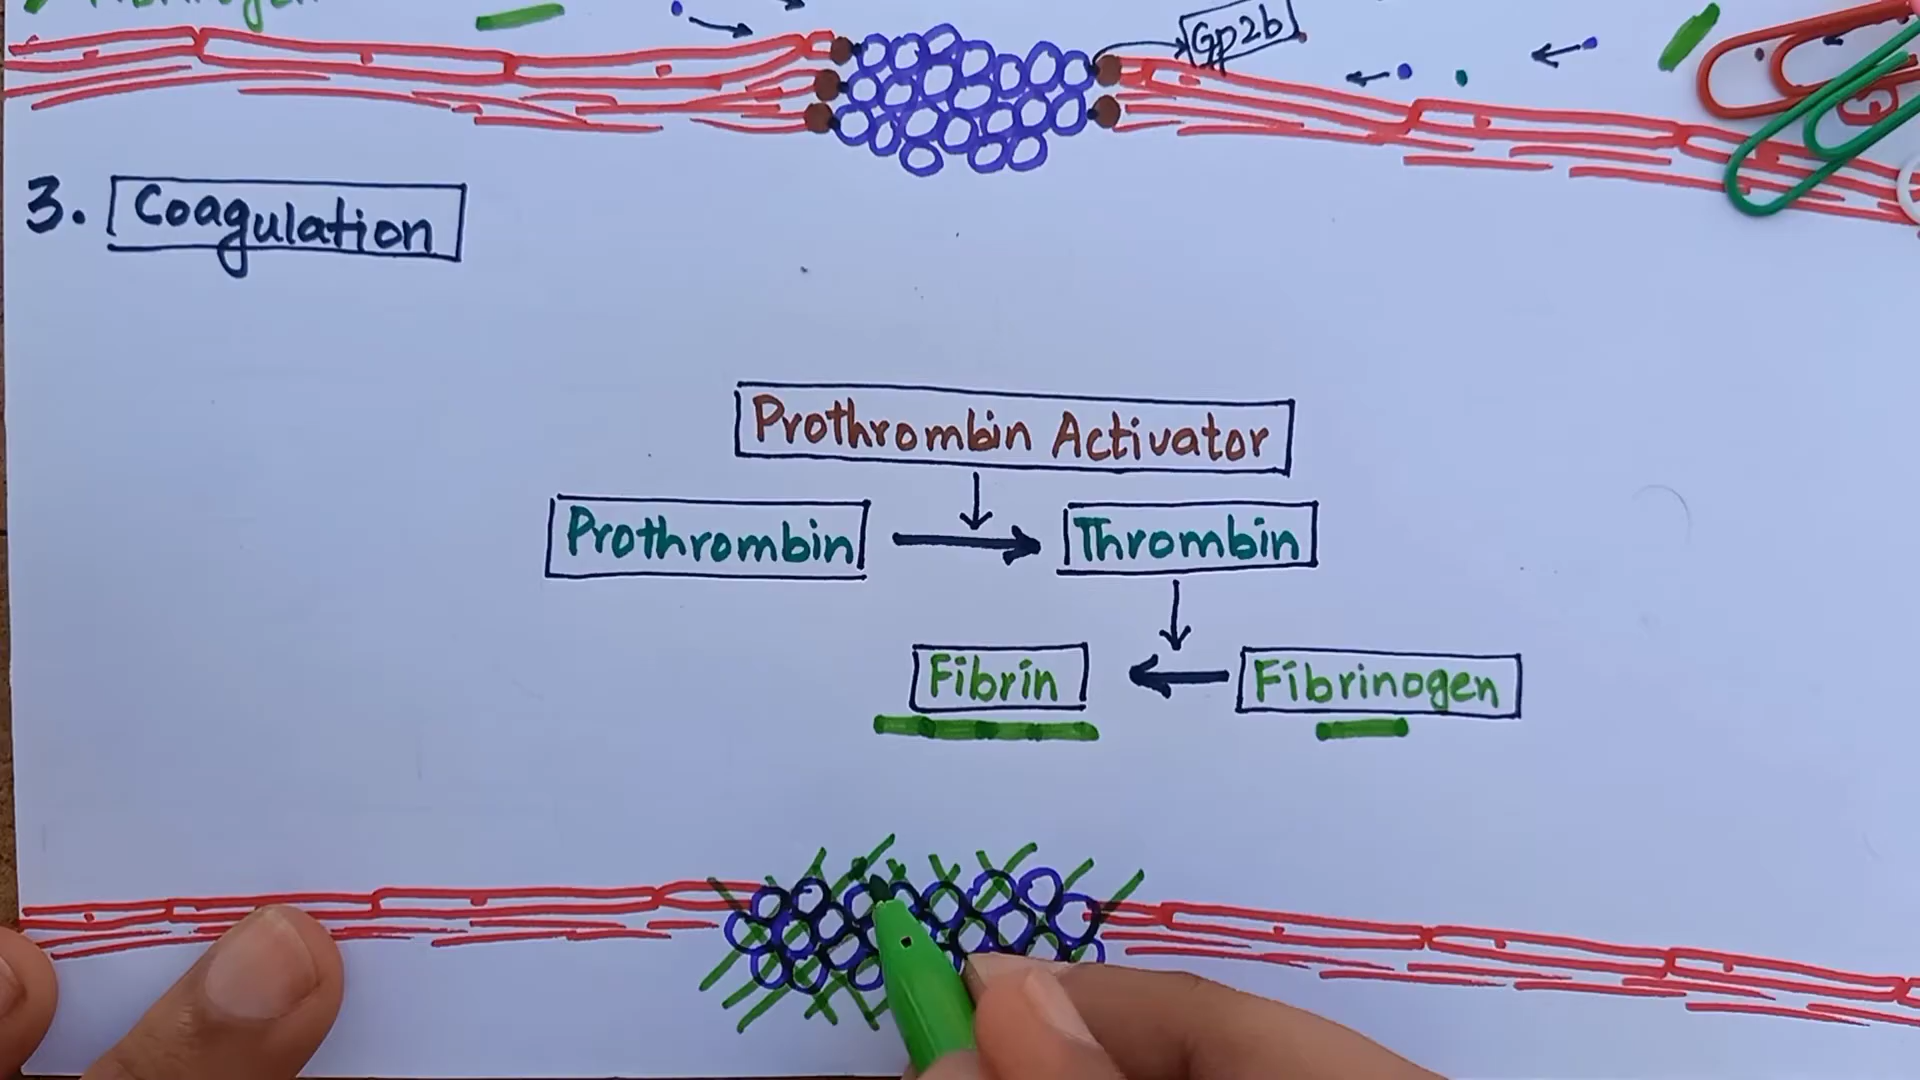 Gp2b
3. Coagulation
Prothrombin Activator
Prothrombin
Thrombin
Fibrin
Fibrinogen